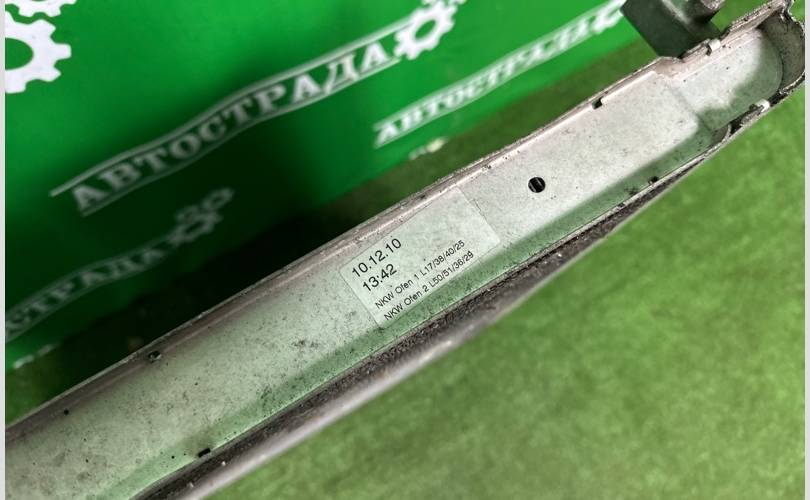 АВТОСТРАДА
АВТОСТРАДА
АВТОСТРАДА
10.12.10
13:42
NKW Ofen 1 L17/38/40/25
NKW Ofen 2 L50/51/36/29